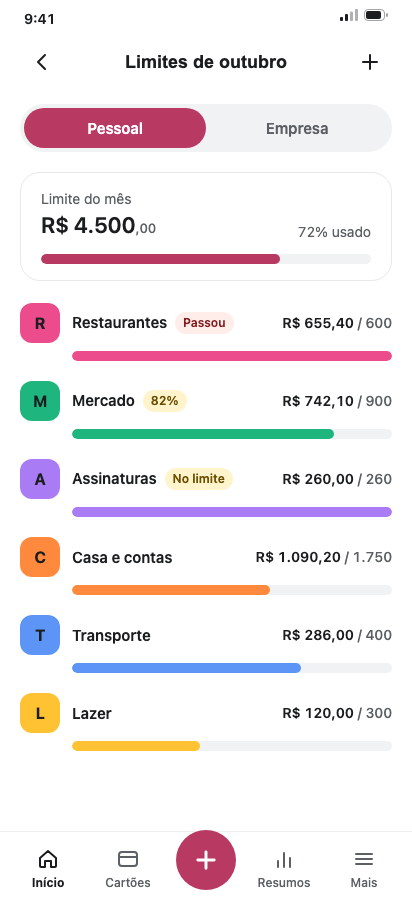 9:41
Limites de outubro
Pessoal
Empresa
Limite do mês
R$ 4.500,00
72% usado
R Restaurantes Passou R$ 655,40 / 600
M Mercado 82% R$ 742,10 / 900
A Assinaturas No limite R$ 260,00 / 260
C Casa e contas R$ 1.090,20 / 1.750
T Transporte R$ 286,00 / 400
L Lazer R$ 120,00 / 300
Início Cartões Resumos Mais